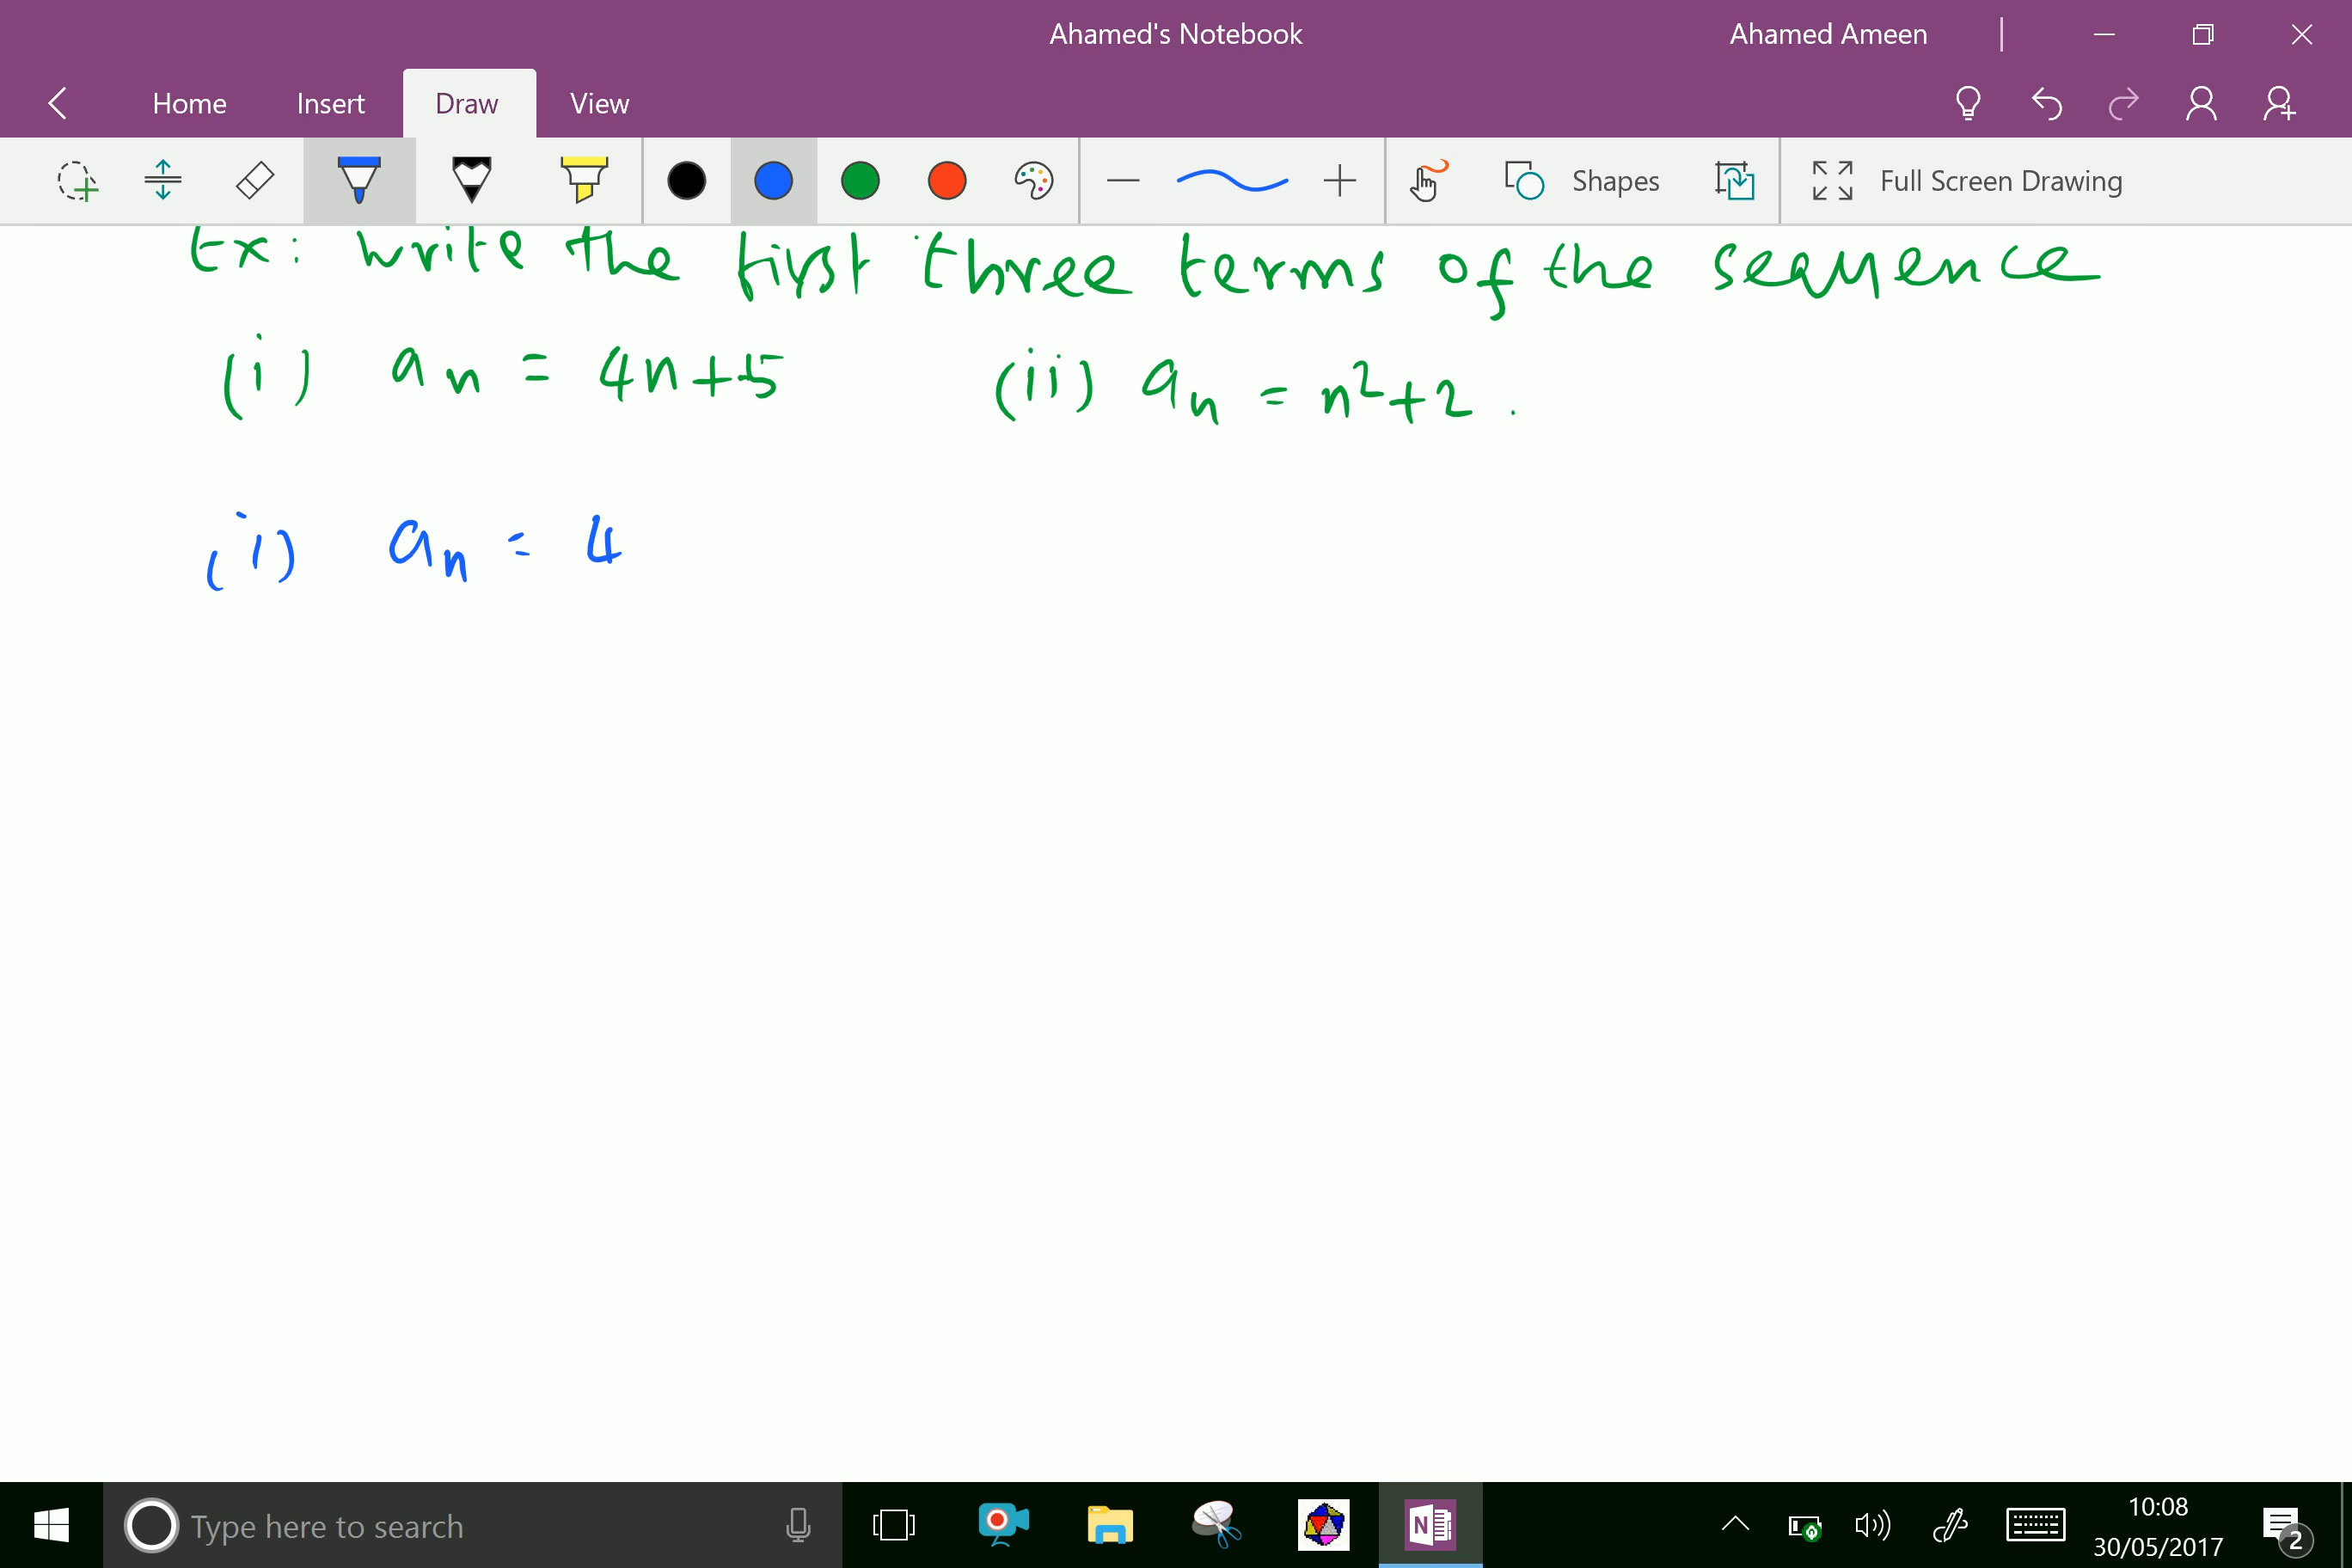 Ahamed's Notebook Ahamed Ameen
Home Insert Draw View
Shapes Full Screen Drawing
Ex: Write the first three terms of the sequence
(i) aₙ = 4n+5 (ii) aₙ = n²+2.
(i) aₙ = 4
Type here to search
N
10:08
30/05/2017
2